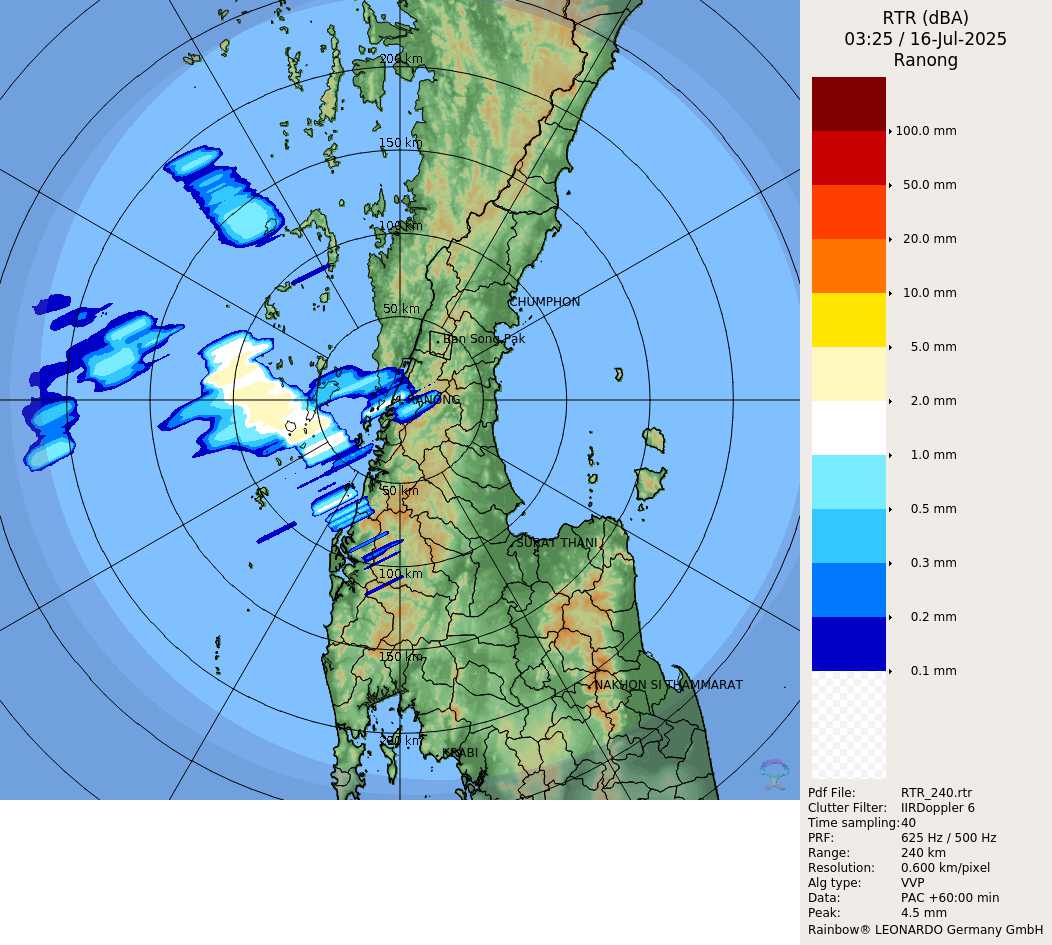 RTR (dBA)
03:25 / 16-Jul-2025
Ranong
200 km
150 km
100 km
50 km
CHUMPHON
Ban Song Pak
RANONG
50 km
SURAT THANI
100 km
150 km
NAKHON SI THAMMARAT
200 km
KRABI
100.0 mm
50.0 mm
20.0 mm
10.0 mm
5.0 mm
2.0 mm
1.0 mm
0.5 mm
0.3 mm
0.2 mm
0.1 mm
Pdf File: RTR_240.rtr
Clutter Filter: IIRDoppler 6
Time sampling:40
PRF: 625 Hz / 500 Hz
Range: 240 km
Resolution: 0.600 km/pixel
Alg type: VVP
Data: PAC +60:00 min
Peak: 4.5 mm
Rainbow® LEONARDO Germany GmbH